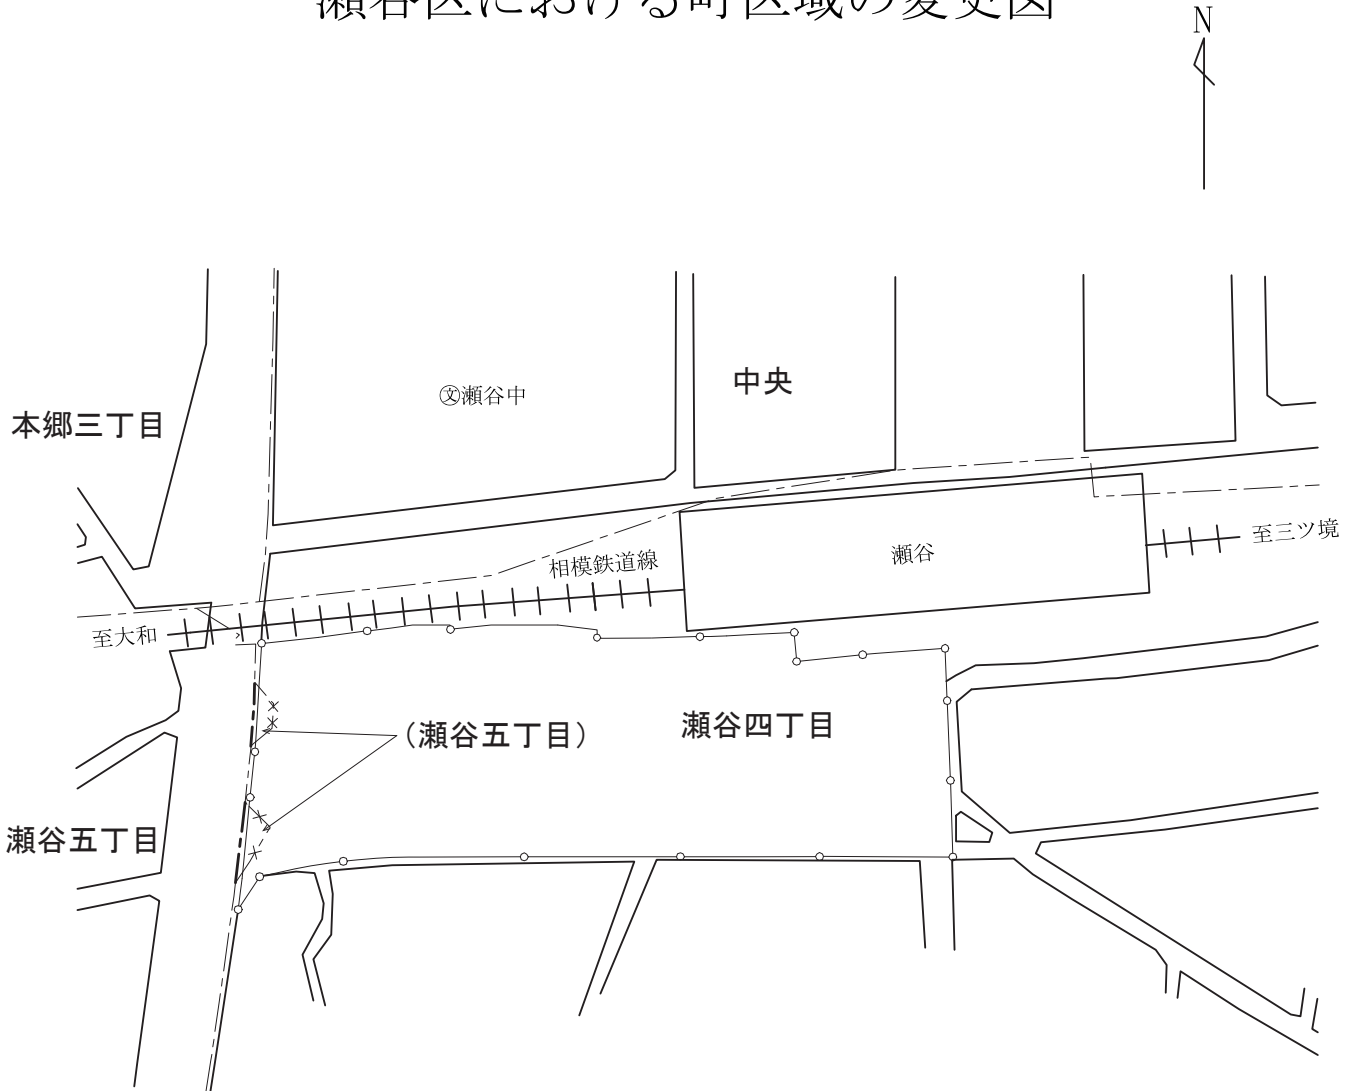 瀬谷区における町区域の変更図
N
中央
㊫瀬谷中
本郷三丁目
至三ツ境
瀬谷
相模鉄道線
至大和
(瀬谷五丁目)
瀬谷四丁目
瀬谷五丁目